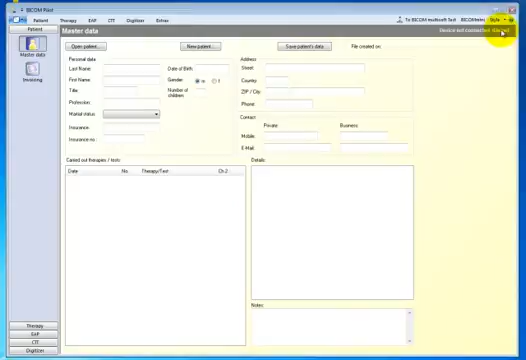 BICOM Pilot
Patient Therapy EAP CTT Digitizer Extras To BICOM multisoft Test BICOMoter Style
Patient Master data Device not connected
Open patient... New patient... Save patient's data File created on:
Master data
Invoicing
Personal data
Last Name: Date of Birth:
First Name: Gender: m f
Title: Number of children
Profession:
Marital status:
Insurance:
Insurance no.:
Address
Street:
Country:
ZIP / City:
Phone:
Contact
Private Business
Mobile:
E-Mail:
Carried out therapies / tests: Details:
Date No. Therapy/Test Ch.2
Notes:
Therapy
EAP
CTT
Digitizer